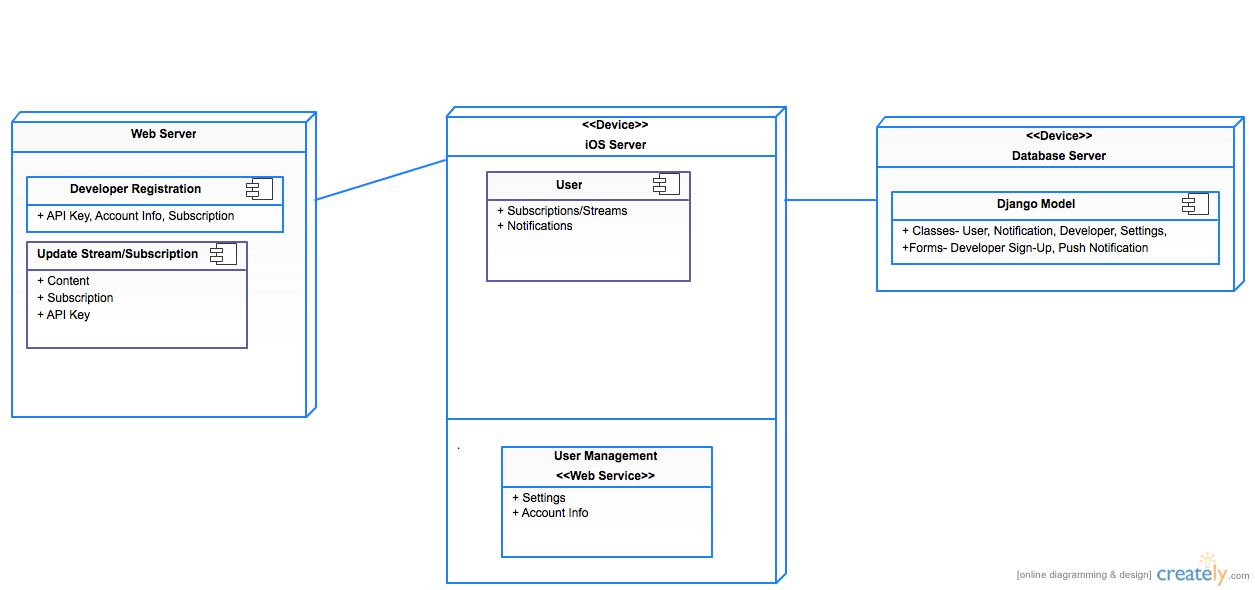 Web Server
Developer Registration
+ API Key, Account Info, Subscription
Update Stream/Subscription
+ Content
+ Subscription
+ API Key
<<Device>>
iOS Server
User
+ Subscriptions/Streams
+ Notifications
.
User Management
<<Web Service>>
+ Settings
+ Account Info
<<Device>>
Database Server
Django Model
+ Classes- User, Notification, Developer, Settings,
+Forms- Developer Sign-Up, Push Notification
[online diagramming & design] creately.com